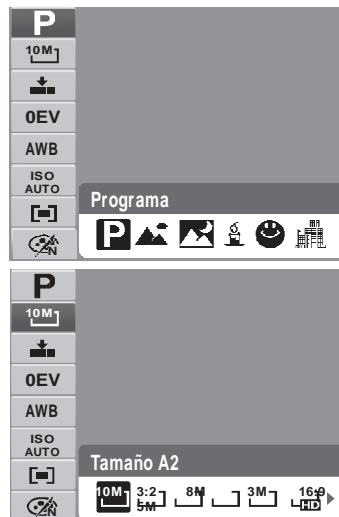 P
10M
0EV
AWB
ISO
AUTO
N
Programa
P
P
10M
0EV
AWB
ISO
AUTO
N
Tamaño A2
10M 3:2 8M 3M 16:9
5M HD